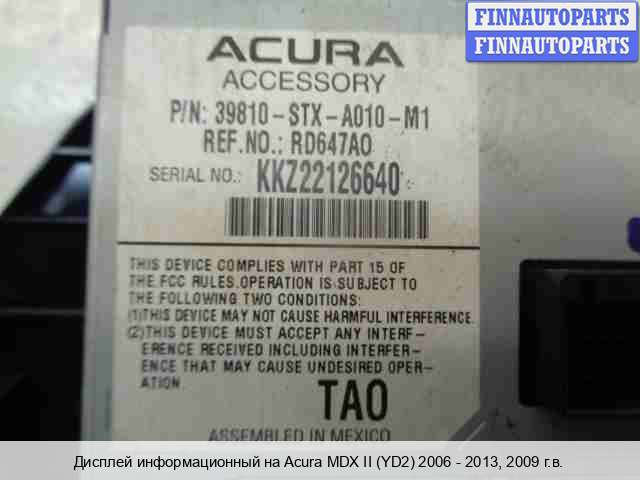 FINNAUTOPARTS
FINNAUTOPARTS
ACURA
ACCESSORY
P/N: 39810-STX-A010-M1
REF.NO.: RD647A0
SERIAL NO.: KKZ22126640
THIS DEVICE COMPLIES WITH PART 15 OF
THE FCC RULES.OPERATION IS SUBJECT TO
THE FOLLOWING TWO CONDITIONS:
(1)THIS DEVICE MAY NOT CAUSE HARMFUL INTERFERENCE.
(2)THIS DEVICE MUST ACCEPT ANY INTERF-
ERENCE RECEIVED INCLUDING INTERFER-
ENCE THAT MAY CAUSE UNDESIRED OPER-
ATION.
TA0
ASSEMBLED IN MEXICO
Дисплей информационный на Acura MDX II (YD2) 2006 - 2013, 2009 г.в.